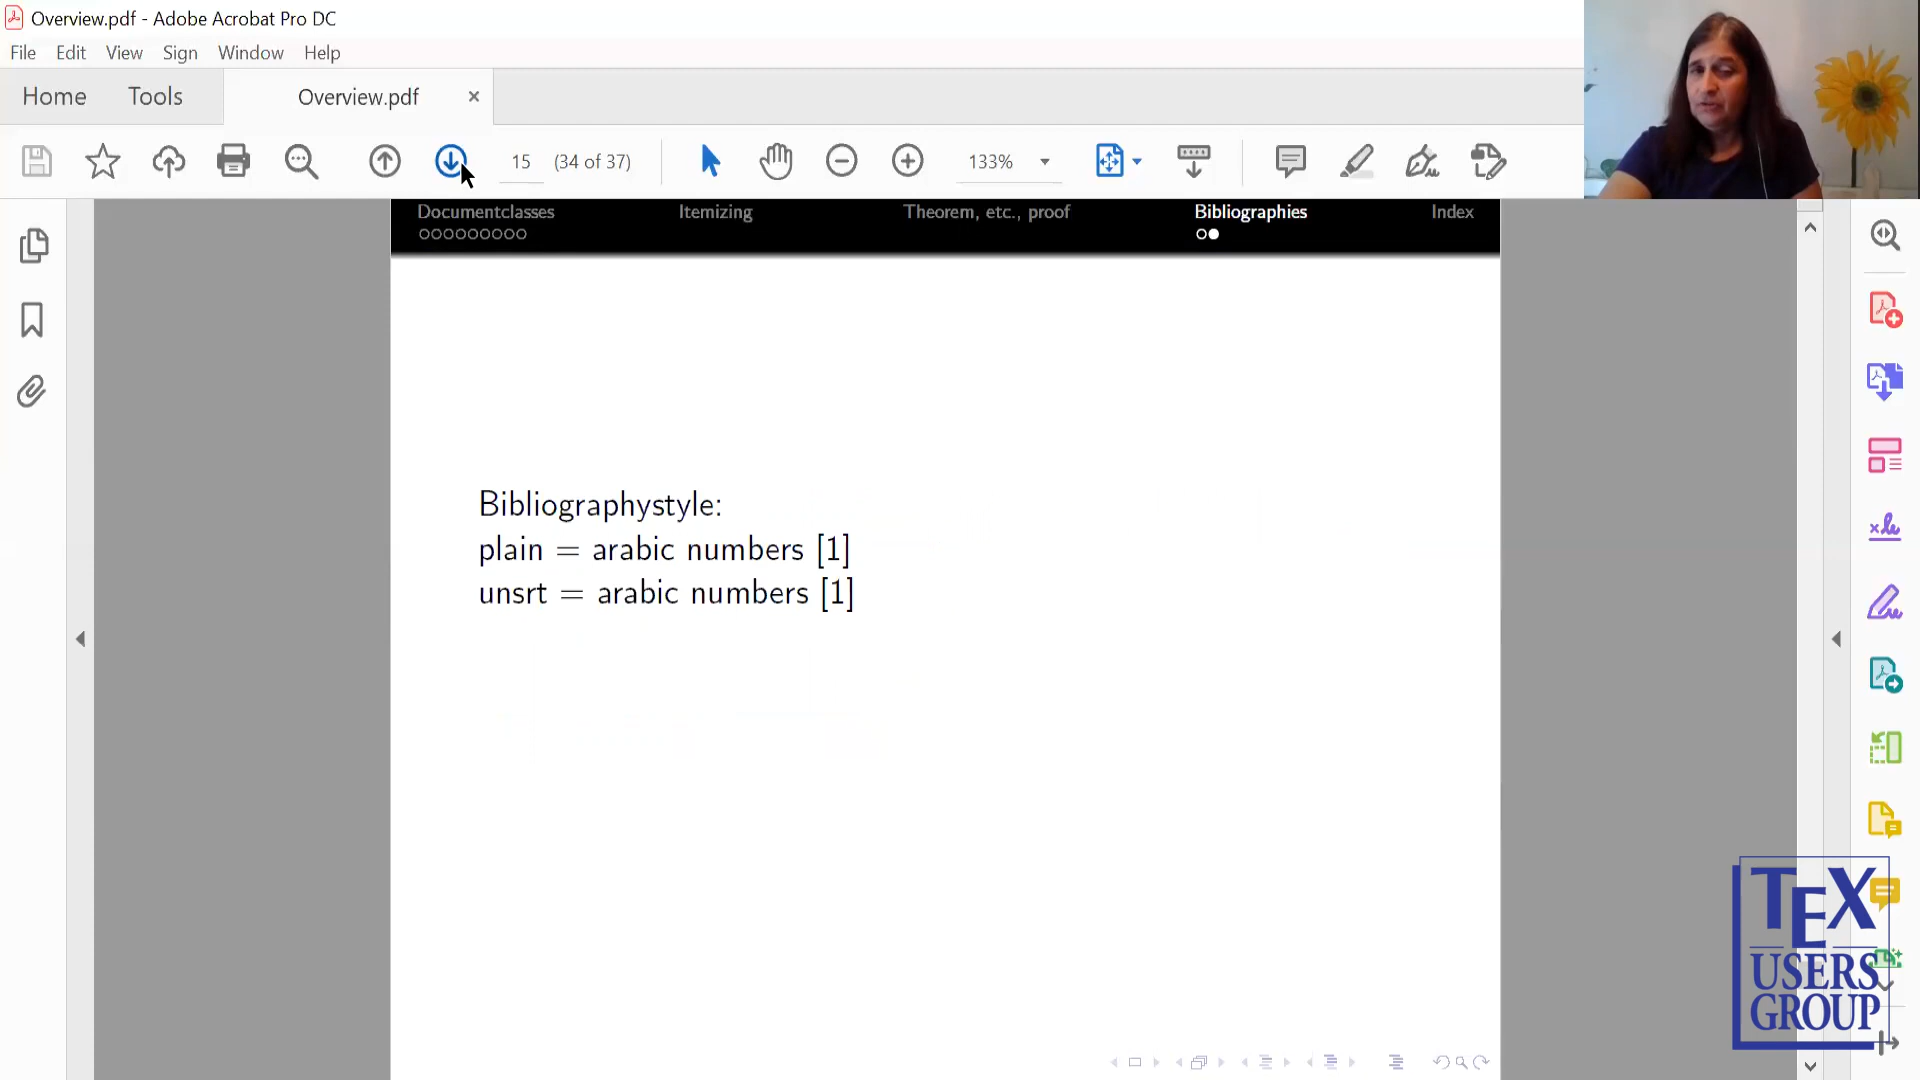 Overview.pdf - Adobe Acrobat Pro DC
File Edit View Sign Window Help
Home Tools Overview.pdf ×
15 (34 of 37) 133%
Documentclasses Itemizing Theorem, etc., proof Bibliographies Index
Bibliographystyle:
plain = arabic numbers [1]
unsrt = arabic numbers [1]
TEX
USERS
GROUP